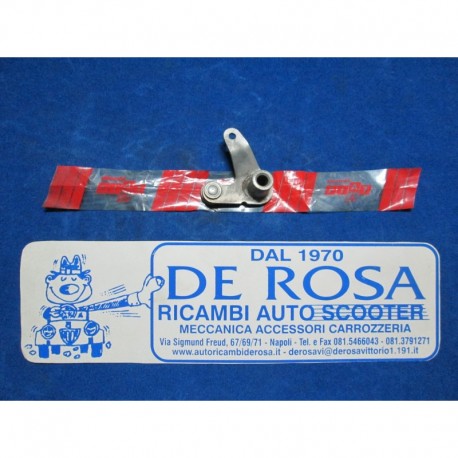 DAL 1970
DE ROSA
RICAMBI AUTO SCOOTER
MECCANICA ACCESSORI CARROZZERIA
Via Sigmund Freud, 67/69/71 - Napoli - Tel. e Fax 081.5466043 - 081.3791271
www.autoricambiderosa.it - derosavi@derosavittorio1.191.it